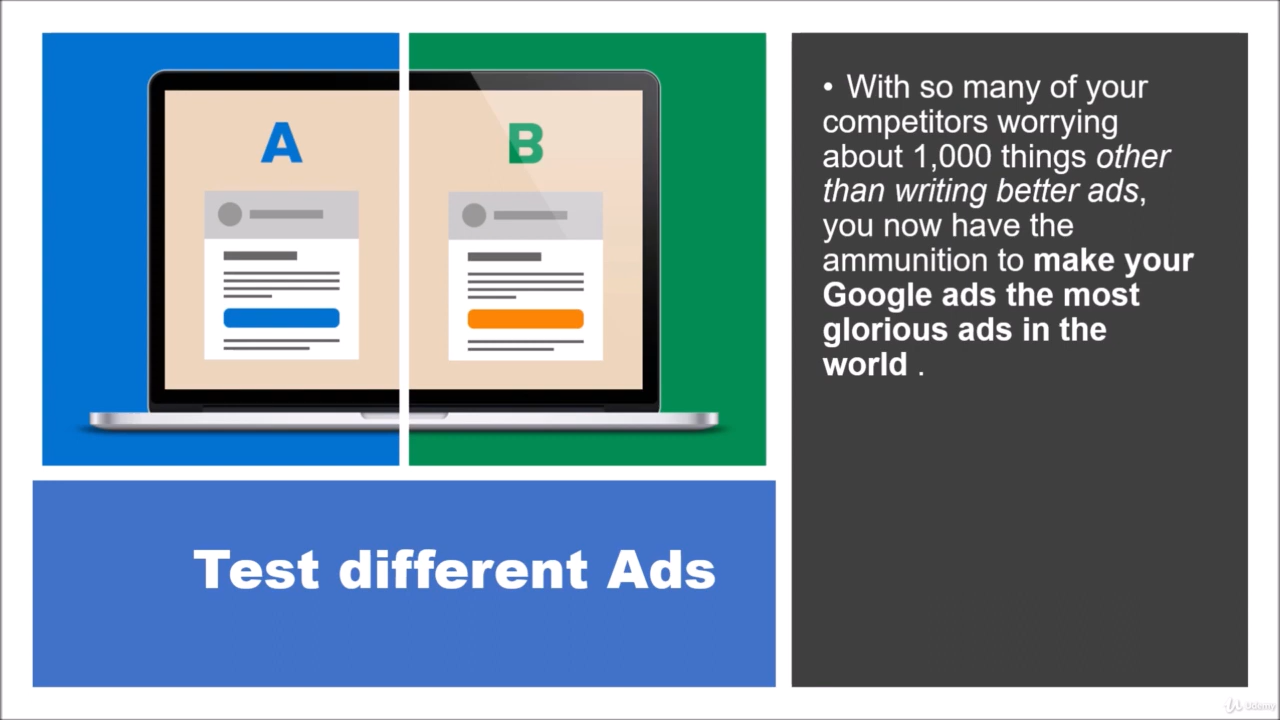 A
B
Test different Ads
• With so many of your
competitors worrying
about 1,000 things other
than writing better ads,
you now have the
ammunition to make your
Google ads the most
glorious ads in the
world .
Udemy